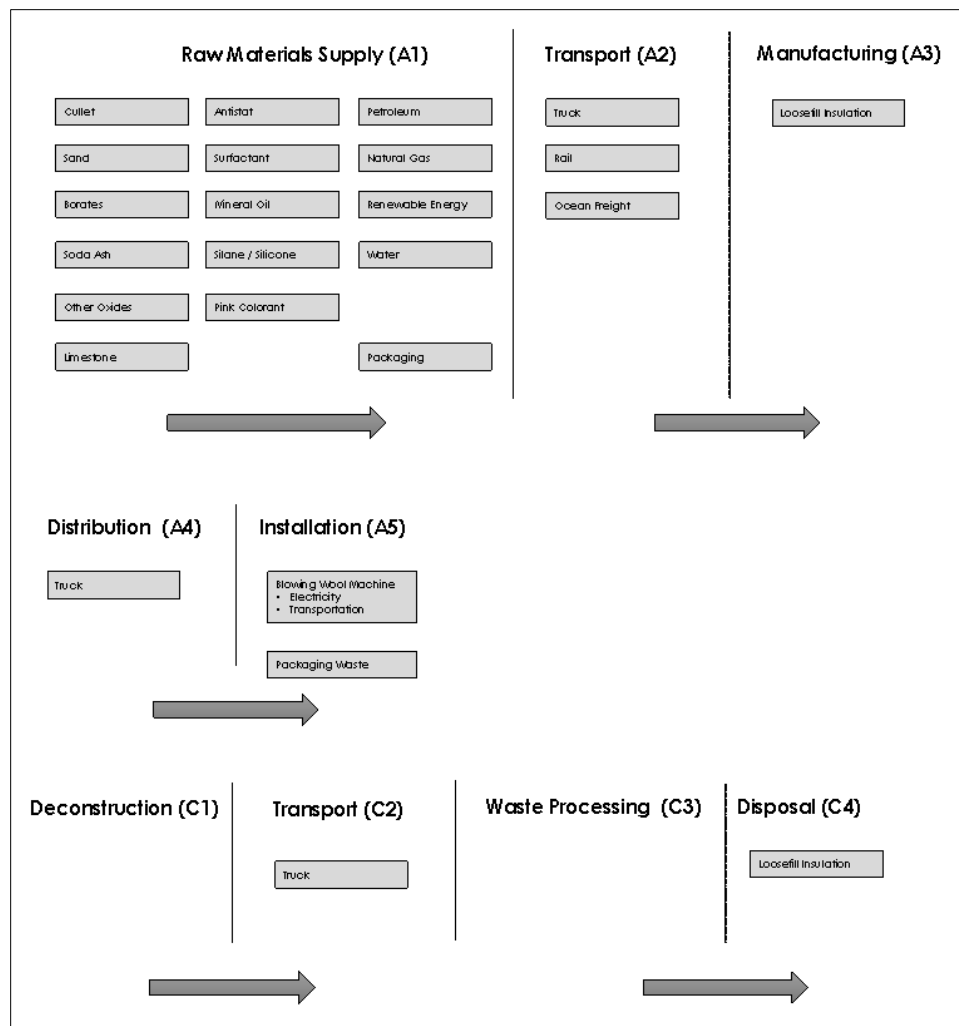 Raw Materials Supply (A1)
Transport (A2)
Manufacturing (A3)
Cullet
Antistat
Petroleum
Truck
Loosefill Insulation
Sand
Surfactant
Natural Gas
Rail
Borates
Mineral Oil
Renewable Energy
Ocean Freight
Soda Ash
Silane / Silicone
Water
Other Oxides
Pink Colorant
Limestone
Packaging
Distribution (A4)
Installation (A5)
Truck
Blowing Wool Machine
• Electricity
• Transportation
Packaging Waste
Deconstruction (C1)
Transport (C2)
Waste Processing (C3)
Disposal (C4)
Truck
Loosefill Insulation